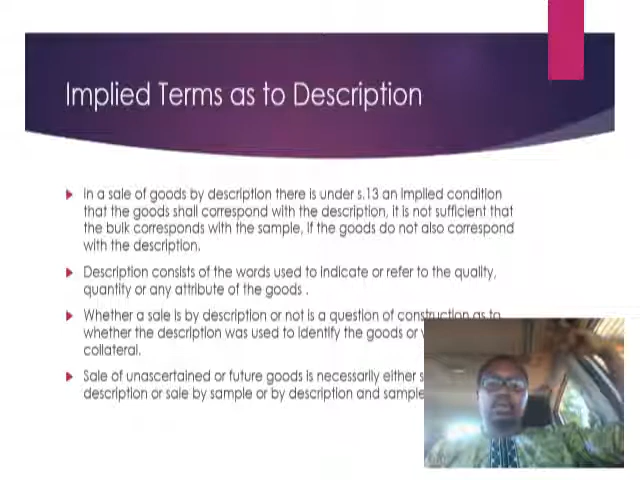 Implied Terms as to Description
In a sale of goods by description there is under s.13 an implied condition
that the goods shall correspond with the description, it is not sufficient that
the bulk corresponds with the sample, if the goods do not also correspond
with the description.
Description consists of the words used to indicate or refer to the quality,
quantity or any attribute of the goods .
Whether a sale is by description or not is a question of construction as to
whether the description was used to identify the goods or
collateral.
Sale of unascertained or future goods is necessarily either
description or sale by sample or by description and sample